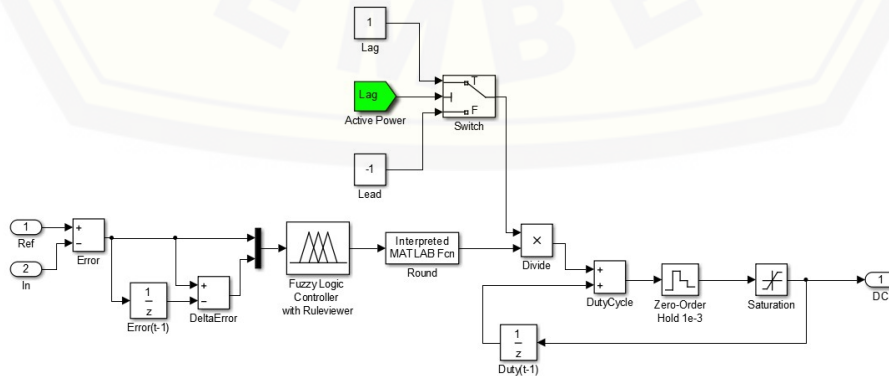 EMBE
1
Lag
Lag
Active Power
T
F
Switch
-1
Lead
1
Ref
2
In
+
−
Error
1
z
Error(t-1)
+
−
DeltaError
Fuzzy Logic
Controller
with Ruleviewer
Interpreted
MATLAB Fcn
Round
×
Divide
+
+
DutyCycle
Zero-Order
Hold 1e-3
Saturation
1
DC
1
z
Duty(t-1)